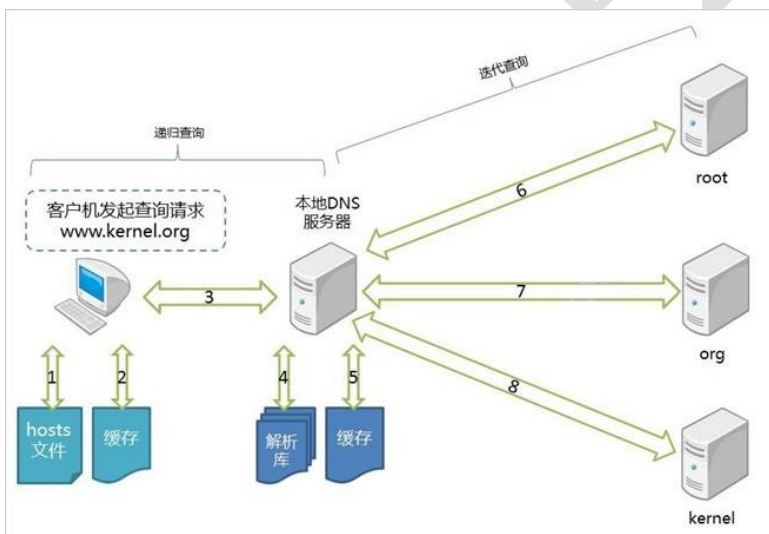 迭代查询
递归查询
客户机发起查询请求
www.kernel.org
本地DNS
服务器
root
6
3
7
org
8
1
2
4
5
hosts
文件
缓存
解析
库
缓存
kernel